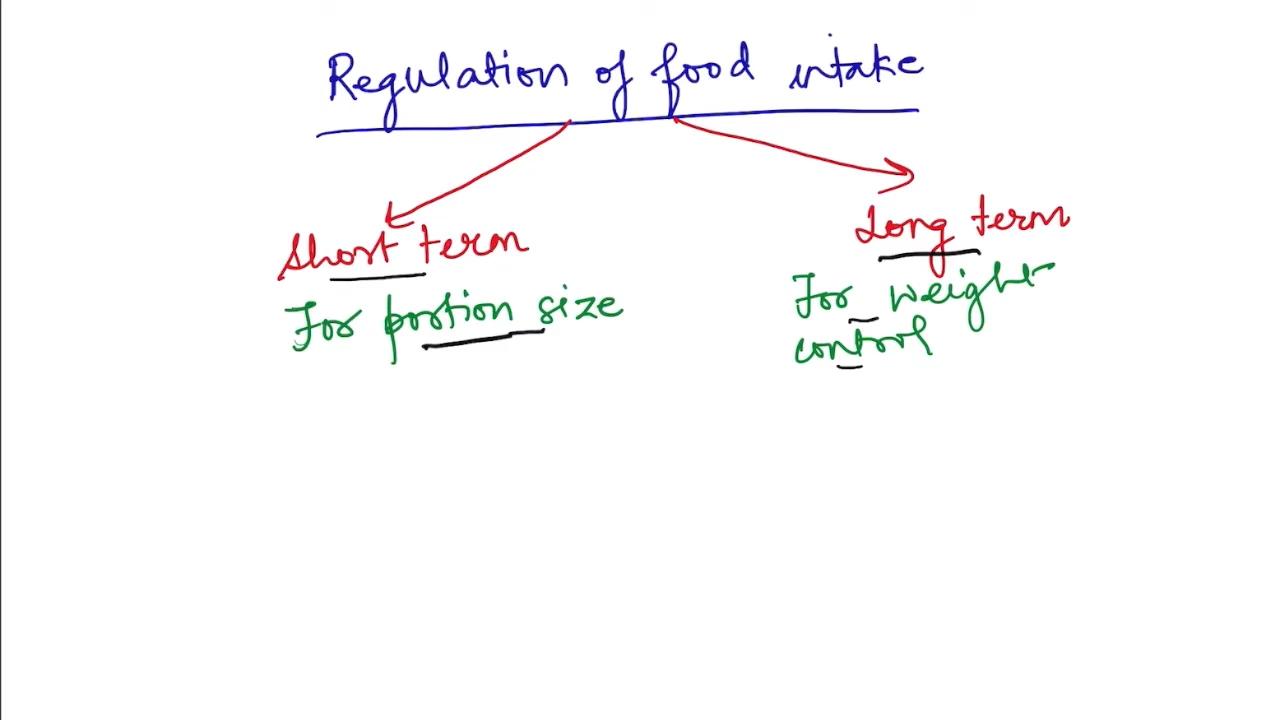 Regulation of food intake
Short term
For portion size
Long term
For weight
control